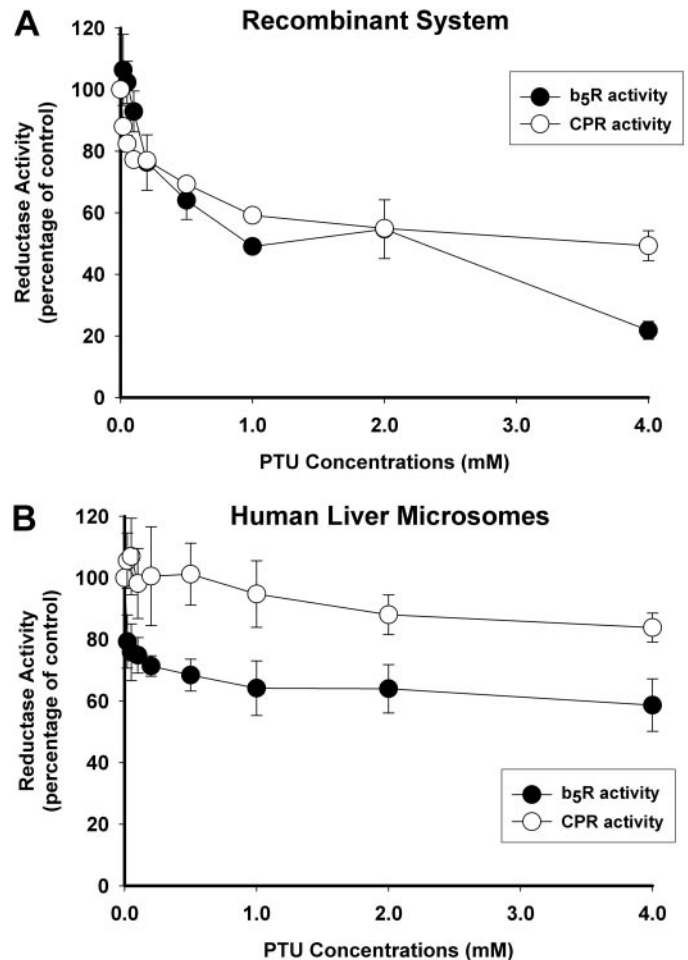 A
Recombinant System
b5R activity
CPR activity
Reductase Activity
(percentage of control)
120
100
80
60
40
20
0
0.0 1.0 2.0 3.0 4.0
PTU Concentrations (mM)
B
Human Liver Microsomes
Reductase Activity
(percentage of control)
120
100
80
60
40
20
0
b5R activity
CPR activity
0.0 1.0 2.0 3.0 4.0
PTU Concentrations (mM)